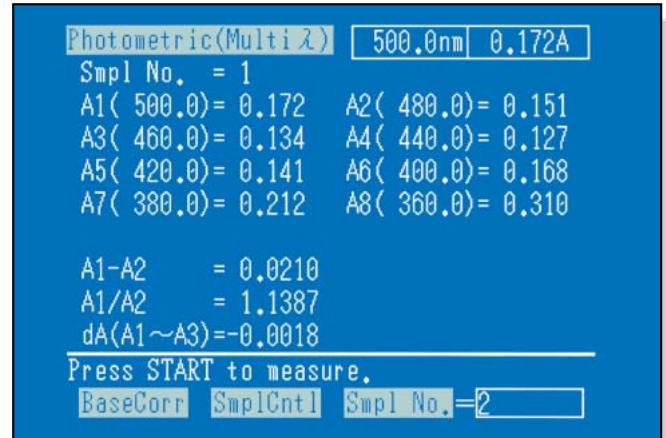 Photometric(Multiλ) 500.0nm 0.172A
Smpl No. = 1
A1( 500.0)= 0.172 A2( 480.0)= 0.151
A3( 460.0)= 0.134 A4( 440.0)= 0.127
A5( 420.0)= 0.141 A6( 400.0)= 0.168
A7( 380.0)= 0.212 A8( 360.0)= 0.310
A1-A2 = 0.0210
A1/A2 = 1.1387
dA(A1~A3)=-0.0018
Press START to measure.
BaseCorr SmplCntl Smpl No.=2